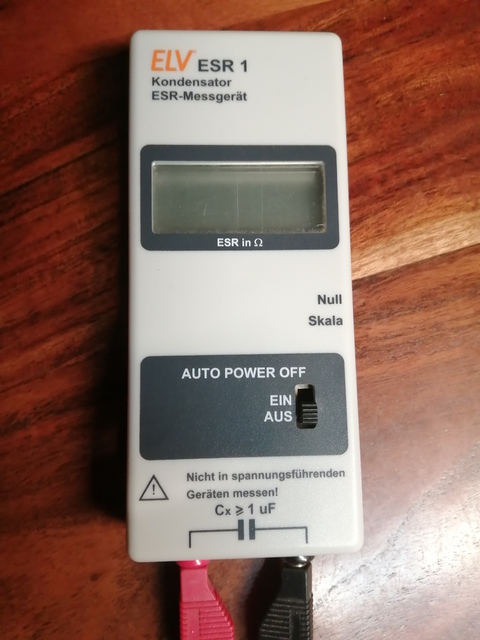 ELV ESR 1
Kondensator
ESR-Messgerät
ESR in Ω
Null
Skala
AUTO POWER OFF
EIN
AUS
Nicht in spannungsführenden
Geräten messen!
Cx ⩾ 1 uF